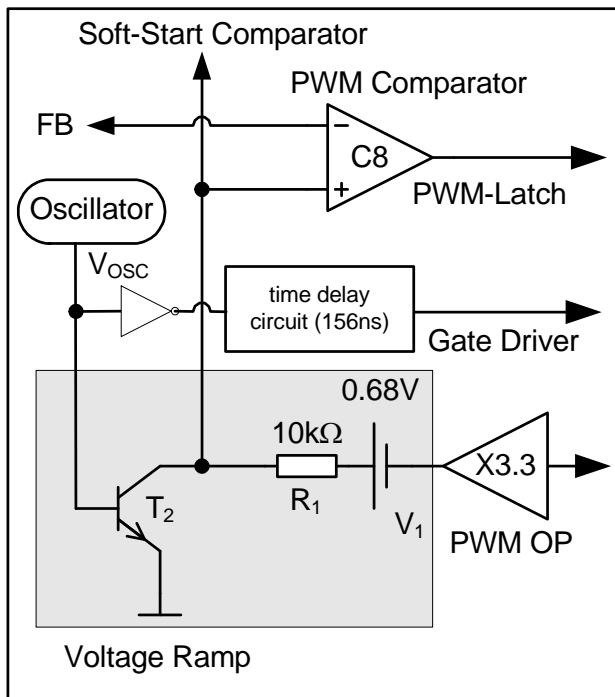 Soft-Start Comparator
PWM Comparator
FB
C8
PWM-Latch
Oscillator
VOSC
time delay
circuit (156ns)
Gate Driver
0.68V
10kΩ
X3.3
T2
R1
V1
PWM OP
Voltage Ramp